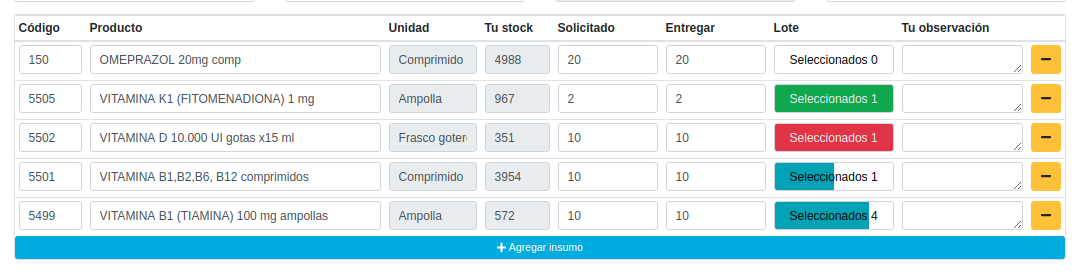 Código Producto Unidad Tu stock Solicitado Entregar Lote Tu observación
150 OMEPRAZOL 20mg comp Comprimido 4988 20 20 Seleccionados 0
5505 VITAMINA K1 (FITOMENADIONA) 1 mg Ampolla 967 2 2 Seleccionados 1
5502 VITAMINA D 10.000 UI gotas x15 ml Frasco goter 351 10 10 Seleccionados 1
5501 VITAMINA B1,B2,B6, B12 comprimidos Comprimido 3954 10 10 Seleccionados 1
5499 VITAMINA B1 (TIAMINA) 100 mg ampollas Ampolla 572 10 10 Seleccionados 4
+ Agregar insumo